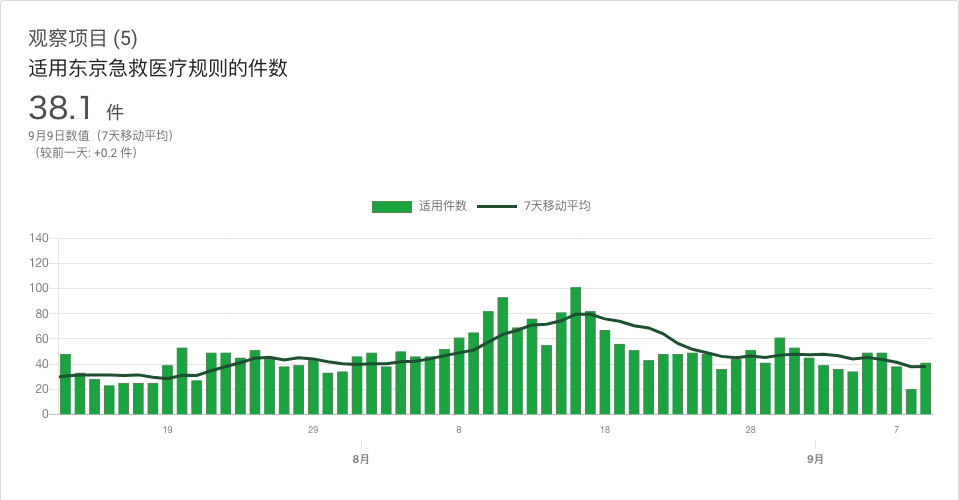 观察项目 (5)
适用东京急救医疗规则的件数
38.1 件
9月9日数值（7天移动平均）
（较前一天: +0.2 件）
适用件数 7天移动平均
140
120
100
80
60
40
20
0
19 29 8 18 28 7
8月 9月